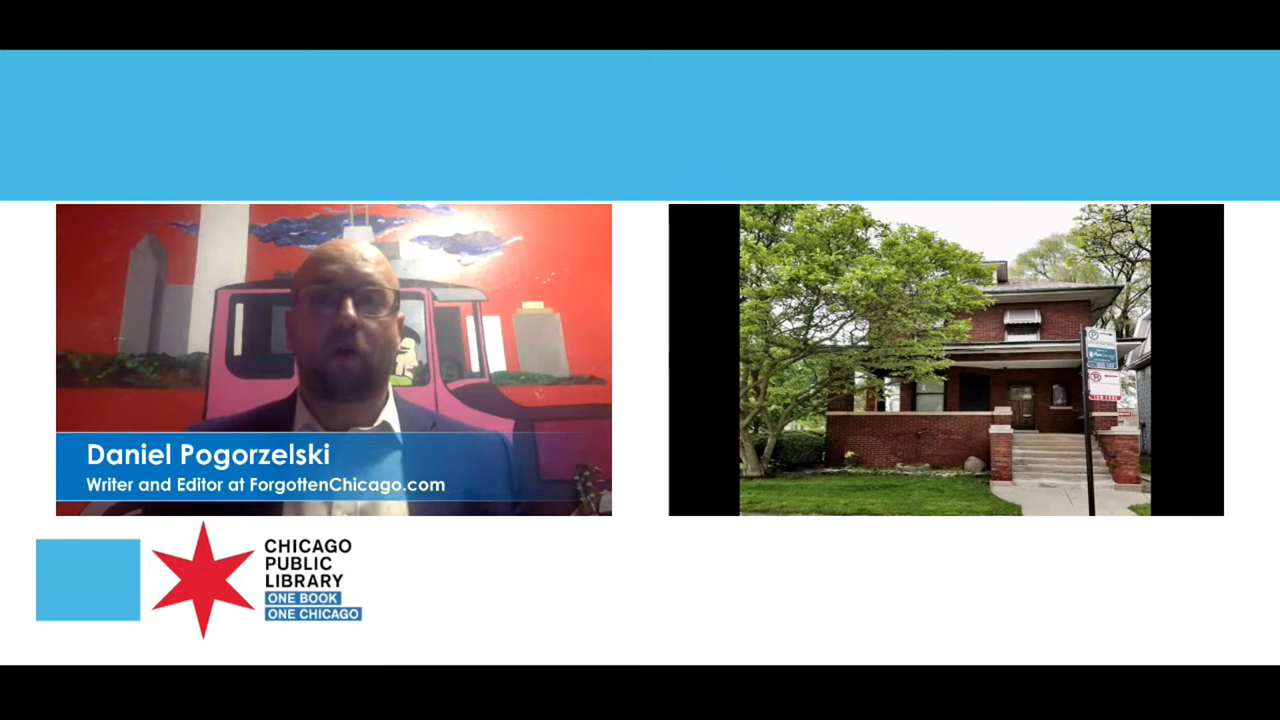 Daniel Pogorzelski
Writer and Editor at ForgottenChicago.com
CHICAGO
PUBLIC
LIBRARY
ONE BOOK
ONE CHICAGO